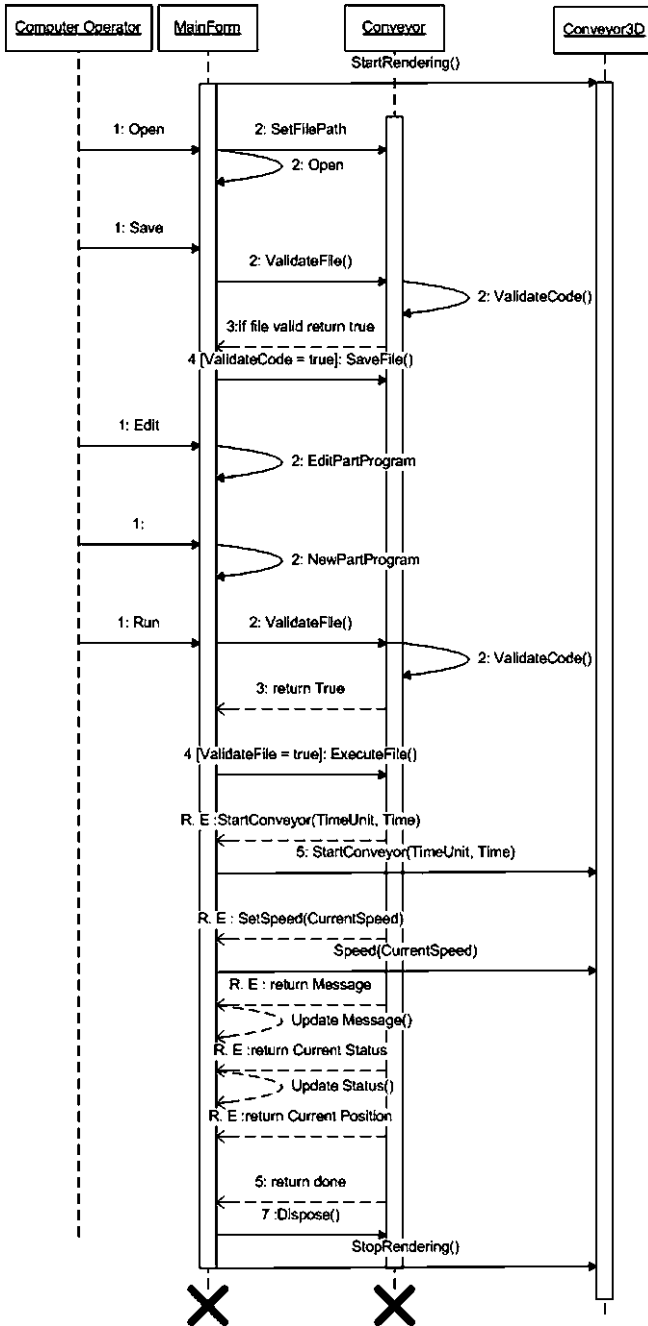 Computer Operator
MainForm
Conveyor
Conveyor3D
StartRendering()
1: Open
2: SetFilePath
2: Open
1: Save
2: ValidateFile()
2: ValidateCode()
3:if file valid return true
4 [ValidateCode = true]: SaveFile()
1: Edit
2: EditPartProgram
1:
2: NewPartProgram
1: Run
2: ValidateFile()
2: ValidateCode()
3: return True
4 [ValidateFile = true]: ExecuteFile()
R. E :StartConveyor(TimeUnit, Time)
5: StartConveyor(TimeUnit, Time)
R. E : SetSpeed(CurrentSpeed)
Speed(CurrentSpeed)
R. E : return Message
Update Message()
R. E :return Current Status
Update Status()
R. E :return Current Position
5: return done
7 :Dispose()
StopRendering()